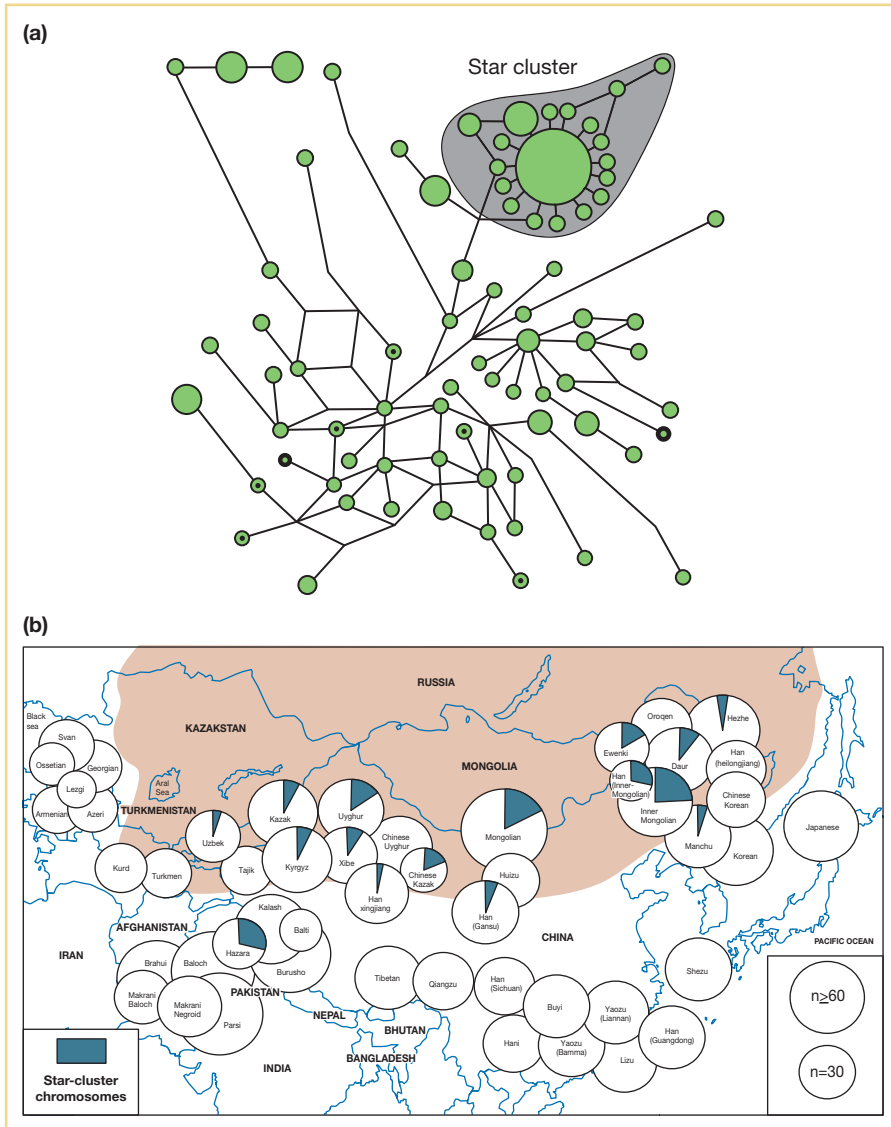 (a)
Star cluster
(b)
RUSSIA
Black
sea
Svan
KAZAKSTAN
Oroqen
Hezhe
Ossetian
Georgian
Ewenki
MONGOLIA
Daur
Han
(heilongjiang)
Lezgi
Aral
Sea
Han
(Inner-
Mongolian)
Armenian
Azeri
TURKMENISTAN
Kazak
Uyghur
Inner
Mongolian
Chinese
Korean
Uzbek
Mongolian
Japanese
Chinese
Uyghur
Manchu
Korean
Kurd
Turkmen
Tajik
Kyrgyz
Xibe
Chinese
Kazak
Huizu
Han
xingjiang
Kalash
Han
(Gansu)
AFGHANISTAN
Balti
CHINA
PACIFIC OCEAN
IRAN
Hazara
Brahui
Baloch
Burusho
Shezu
Tibetan
Qiangzu
Han
(Sichuan)
PAKISTAN
Makrani
Baloch
Makrani
Negroid
Buyi
Yaozu
(Liannan)
n≥60
Parsi
NEPAL
BHUTAN
Han
(Guangdong)
Hani
Yaozu
(Bamma)
BANGLADESH
Lizu
INDIA
n=30
Star-cluster
chromosomes